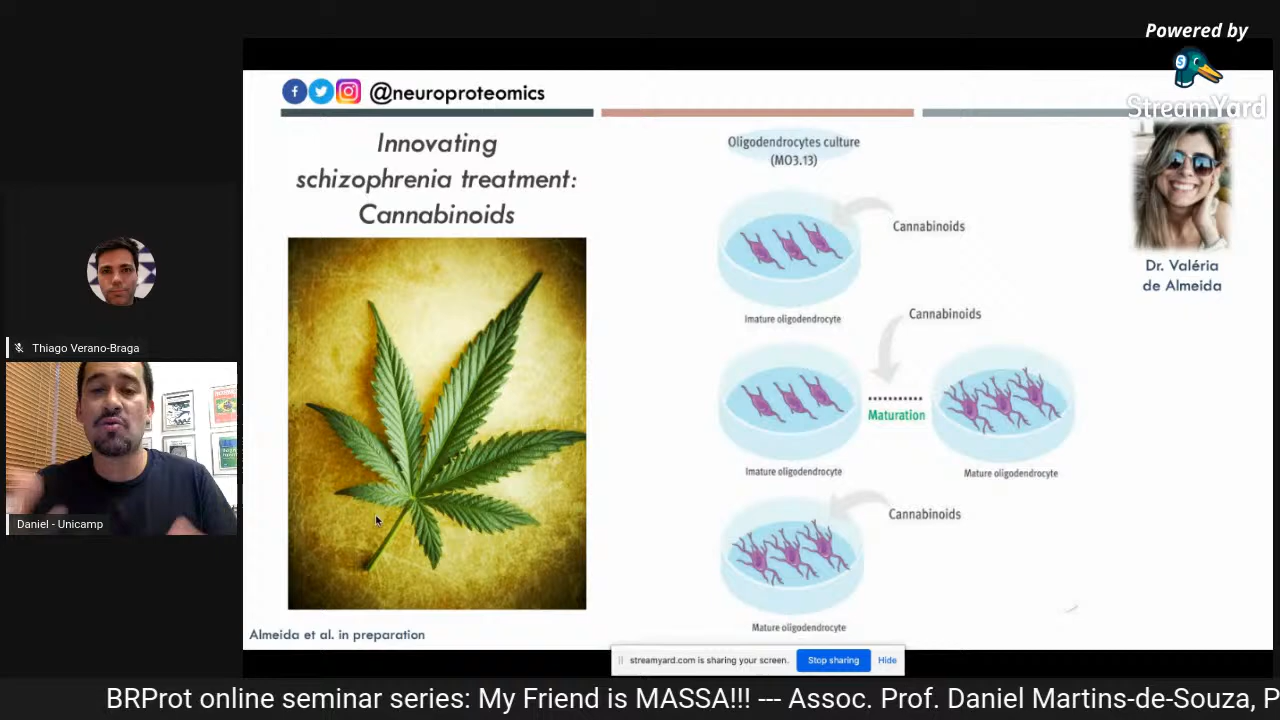 Powered by
StreamYard
@neuroproteomics
Innovating
schizophrenia treatment:
Cannabinoids
Oligodendrocytes culture
(MO3.13)
Cannabinoids
Imature oligodendrocyte
Cannabinoids
Maturation
Imature oligodendrocyte
Mature oligodendrocyte
Cannabinoids
Mature oligodendrocyte
Dr. Valéria
de Almeida
Thiago Verano-Braga
Daniel - Unicamp
Almeida et al. in preparation
streamyard.com is sharing your screen.
Stop sharing
Hide
BRProt online seminar series: My Friend is MASSA!!! --- Assoc. Prof. Daniel Martins-de-Souza, P